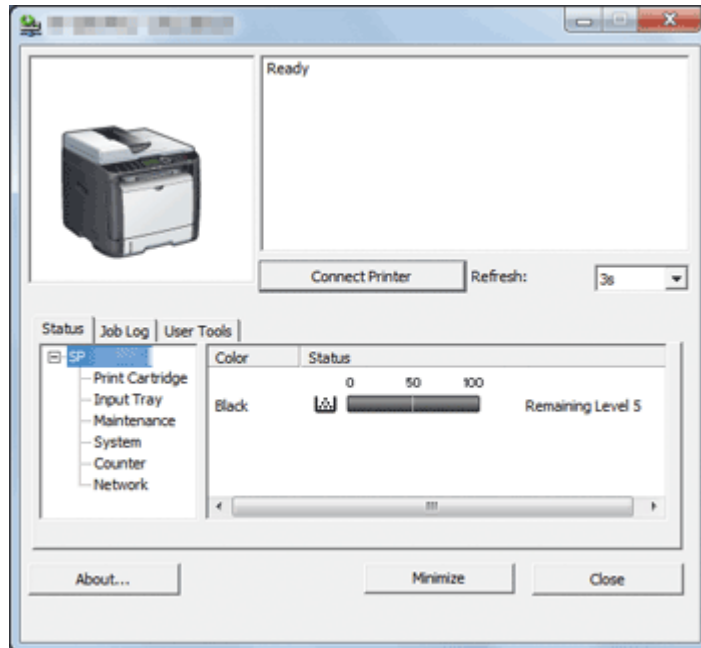 Ready
Connect Printer Refresh: 3s
Status Job Log User Tools
SP
Print Cartridge
Input Tray
Maintenance
System
Counter
Network
Color Status
0 50 100
Black Remaining Level 5
About... Minimize Close